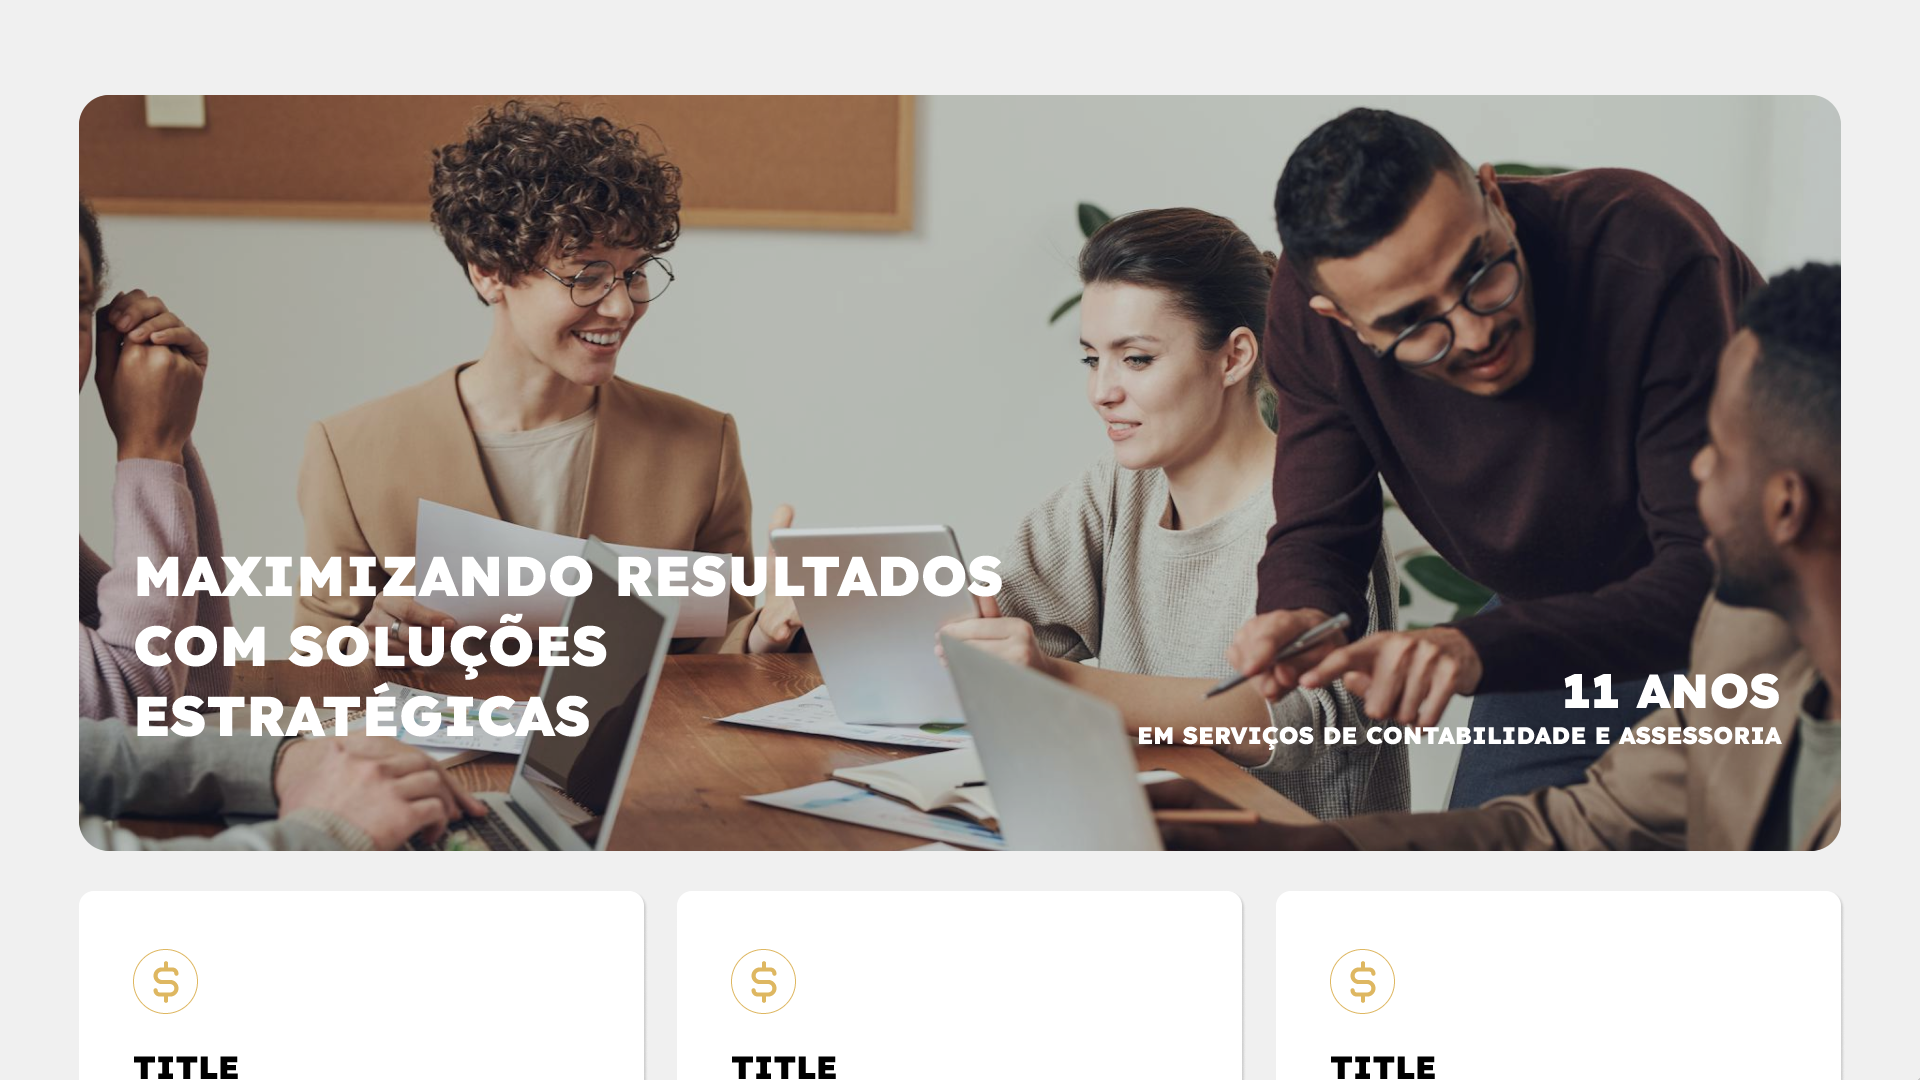 MAXIMIZANDO RESULTADOS
COM SOLUÇÕES
ESTRATÉGICAS
11 ANOS
EM SERVIÇOS DE CONTABILIDADE E ASSESSORIA
$ $ $
TITLE TITLE TITLE